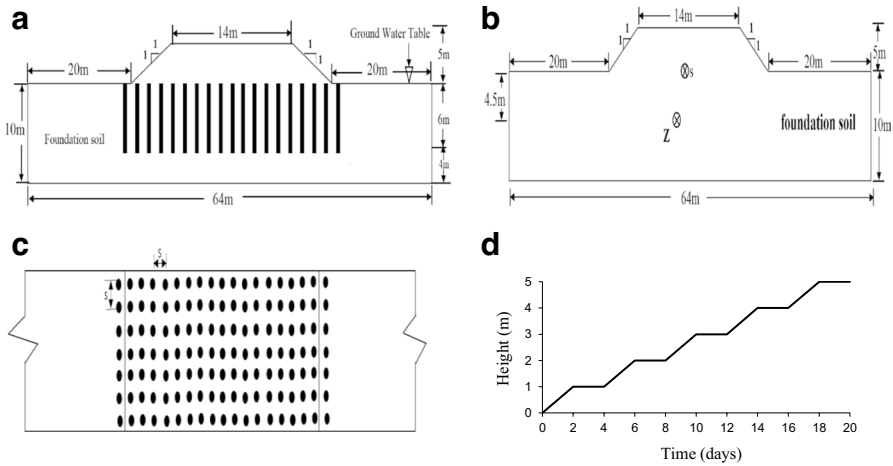 a
14m
Ground Water Table
1
1
1
1
5m
20m
20m
10m
Foundation soil
6m
4m
64m
b
14m
1
1
1
1
5m
20m
20m
s
4.5m
Z
foundation soil
10m
64m
c
S
S
d
Height (m)
5
4
3
2
1
0
0 2 4 6 8 10 12 14 16 18 20
Time (days)